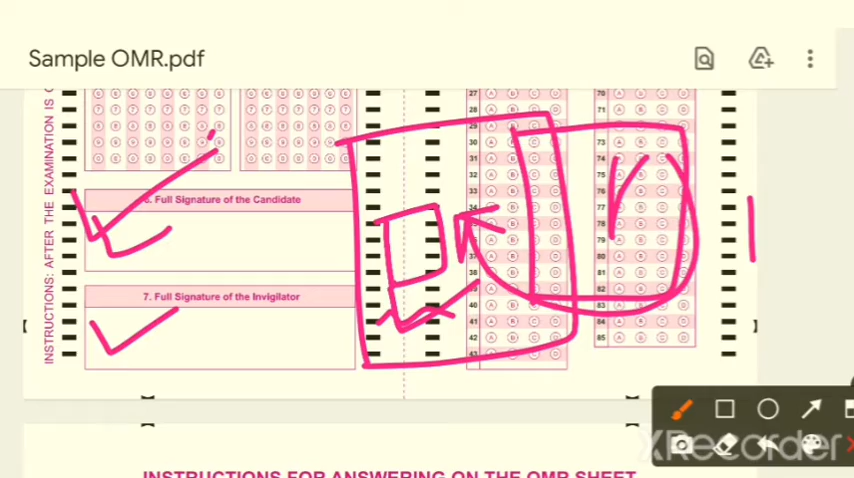 Sample OMR.pdf
INSTRUCTIONS: AFTER THE EXAMINATION IS
6. Full Signature of the Candidate
7. Full Signature of the Invigilator
27 A B C D
28 A B C D
29 A B C D
30 A B C D
31 A B C D
32 A B C D
33 A B C D
34 A B C D
36 A B C D
37 A B C D
38 A B C D
40 A B C D
41 A B C D
42 A B C D
43 A B C D
70 A B C D
71 A B C D
73 A B C D
74 A B C D
75 A B C D
76 A B C D
77 A B C D
78 A B C D
79 A B C D
80 A B C D
81 A B C D
82 A B C D
83 A B C D
84 A B C D
85 A B C D
INSTRUCTIONS FOR ANSWERING ON THE OMR SHEET
XRecorder